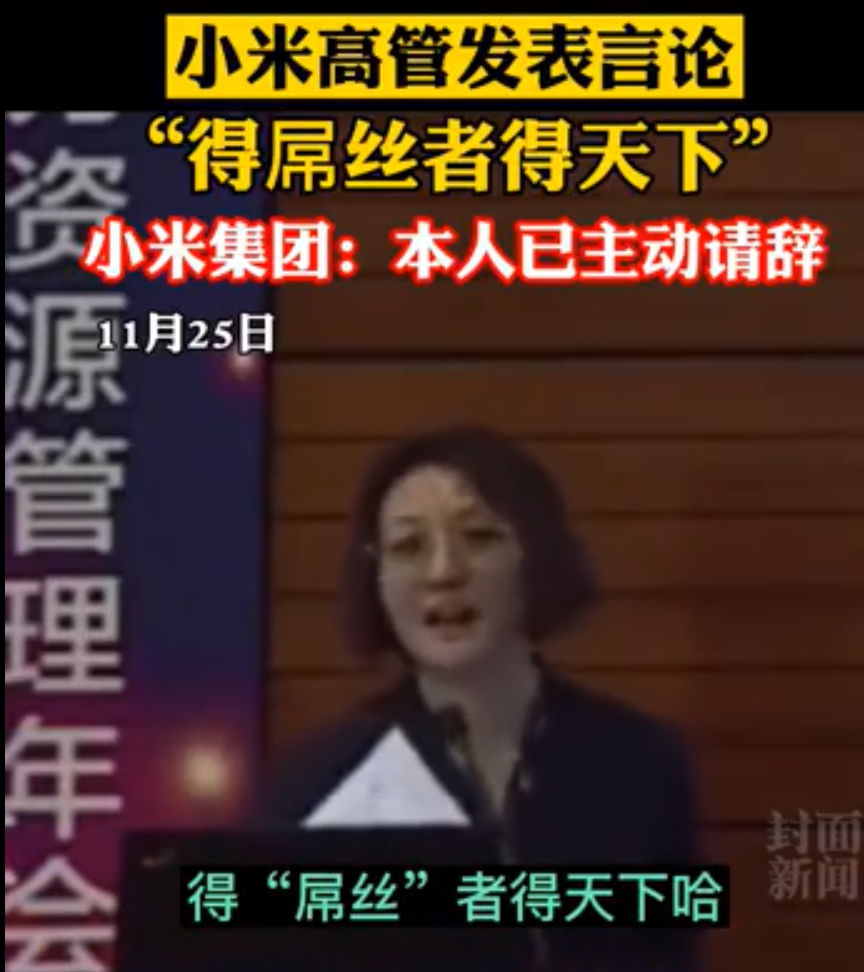 小米高管发表言论
“得屌丝者得天下”
小米集团：本人已主动请辞
11月25日
资源管理年会
得“屌丝”者得天下哈
封面
新闻